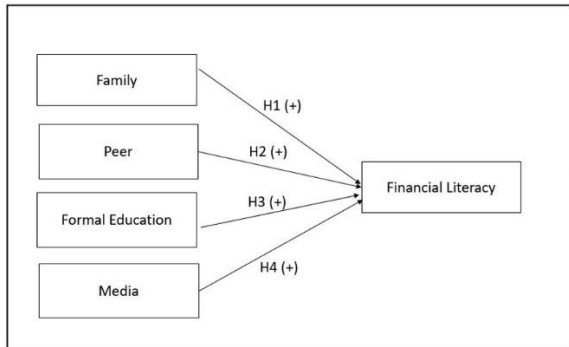 Family
H1 (+)
Peer
H2 (+)
Financial Literacy
Formal Education
H3 (+)
H4 (+)
Media